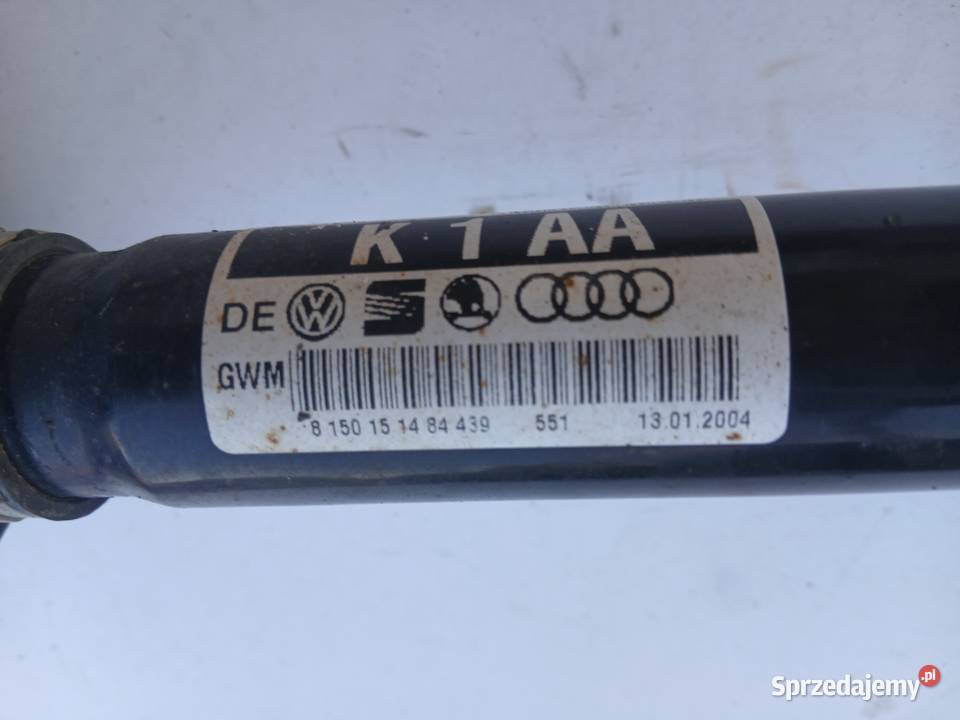 K 1 AA
DE
GWM
8 150 15 14 84 439 551 13.01.2004
Sprzedajemy.pl